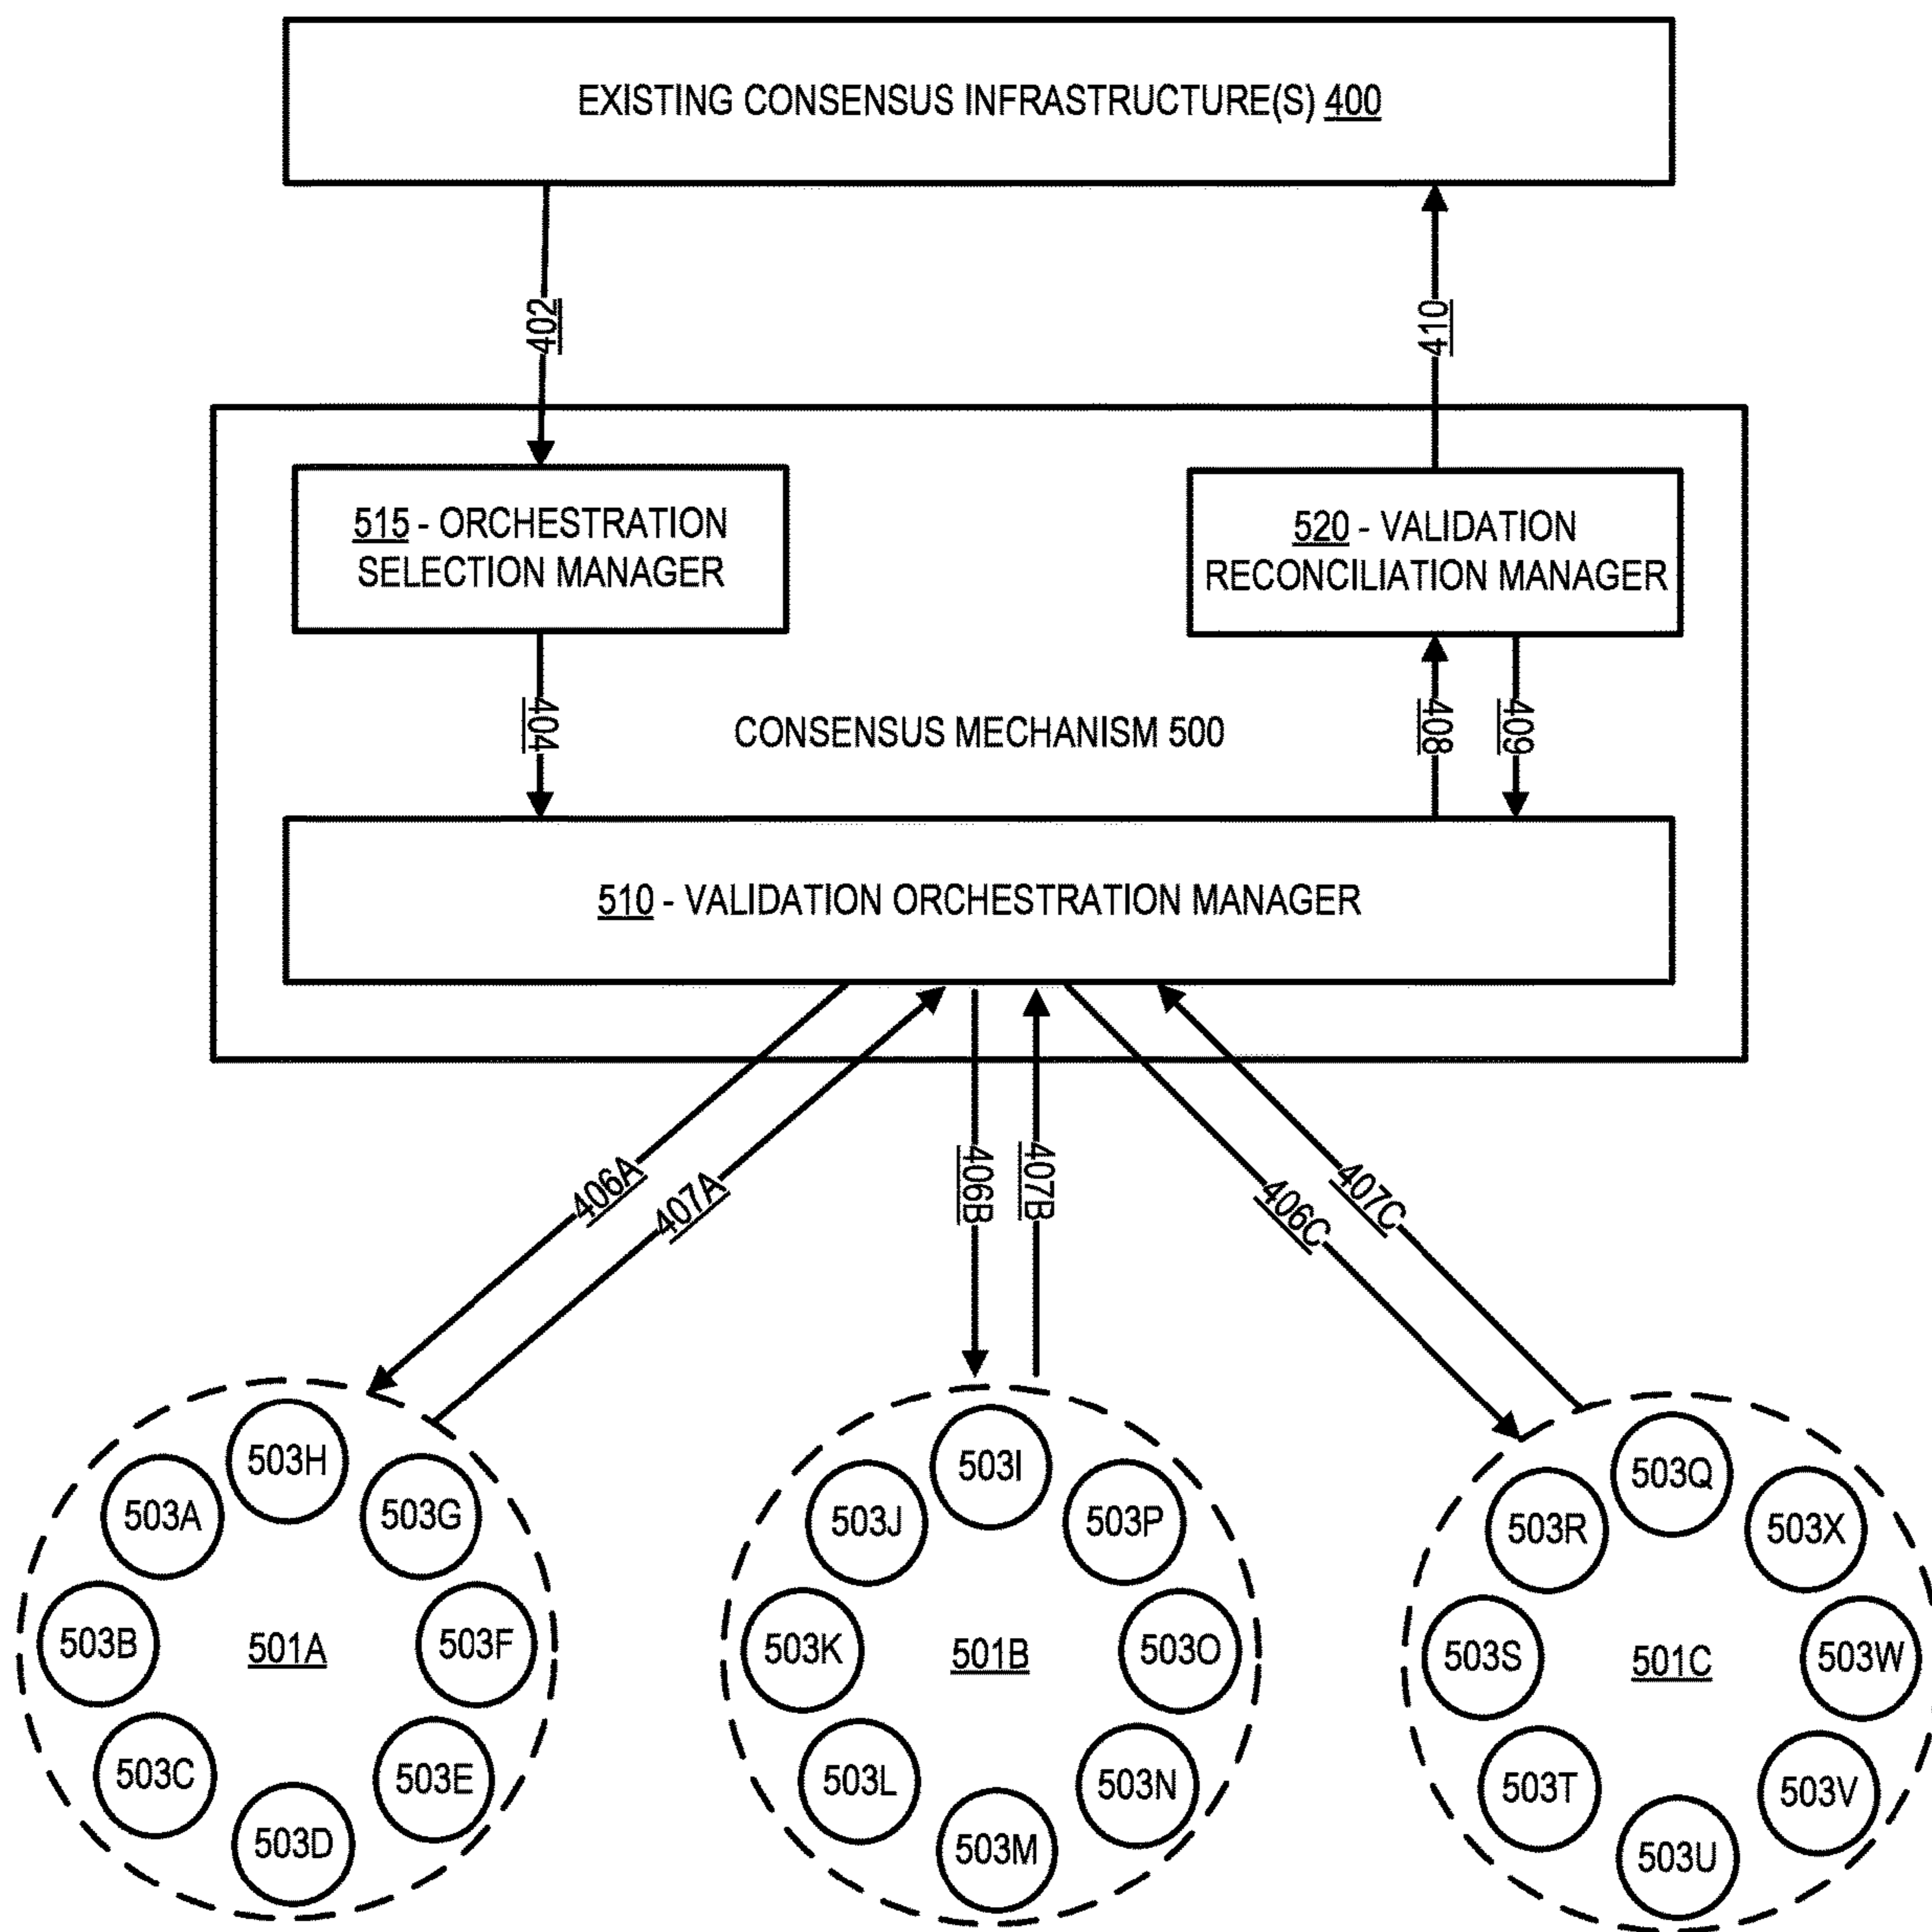 EXISTING CONSENSUS INFRASTRUCTURE(S) 400
402
410
515 - ORCHESTRATION
SELECTION MANAGER
520 - VALIDATION
RECONCILIATION MANAGER
404
CONSENSUS MECHANISM 500
408
409
510 - VALIDATION ORCHESTRATION MANAGER
406A
407A
406B
407B
406C
407C
503H
503A
503G
503B
501A
503F
503C
503E
503D
503I
503J
503P
503K
501B
503O
503L
503N
503M
503Q
503R
503X
503S
501C
503W
503T
503V
503U